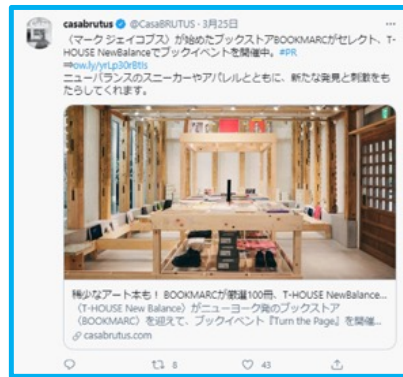 casabrutus @CasaBRUTUS・3月25日
〈マーク ジェイコブス〉が始めたブックストアBOOKMARCがセレクト、T-
HOUSE NewBalanceでブックイベントを開催中。#PR
⇒ow.ly/yrLp30rBtIs
ニューバランスのスニーカーやアパレルとともに、新たな発見と刺激をも
たらしてくれます。
稀少なアート本も！ BOOKMARCが厳選100冊、T-HOUSE NewBalance...
〈T-HOUSE New Balance〉がニューヨーク発のブックストア
〈BOOKMARC〉を迎えて、ブックイベント『Turn the Page』を開催...
casabrutus.com
8 43